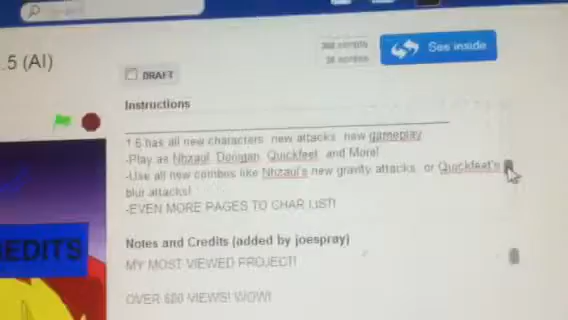 .5 (AI)
See inside
DRAFT
Instructions
1.5 has all new characters new attacks new gameplay
-Play as Nhzaul, Donigan, Quickfeet and More!
-Use all new combos like Nhzaul's new gravity attacks or Quickfeet's
blur attacks!
-EVEN MORE PAGES TO CHAR LIST!
EDITS
Notes and Credits (added by joespray)
MY MOST VIEWED PROJECT!
OVER 600 VIEWS! WOW!